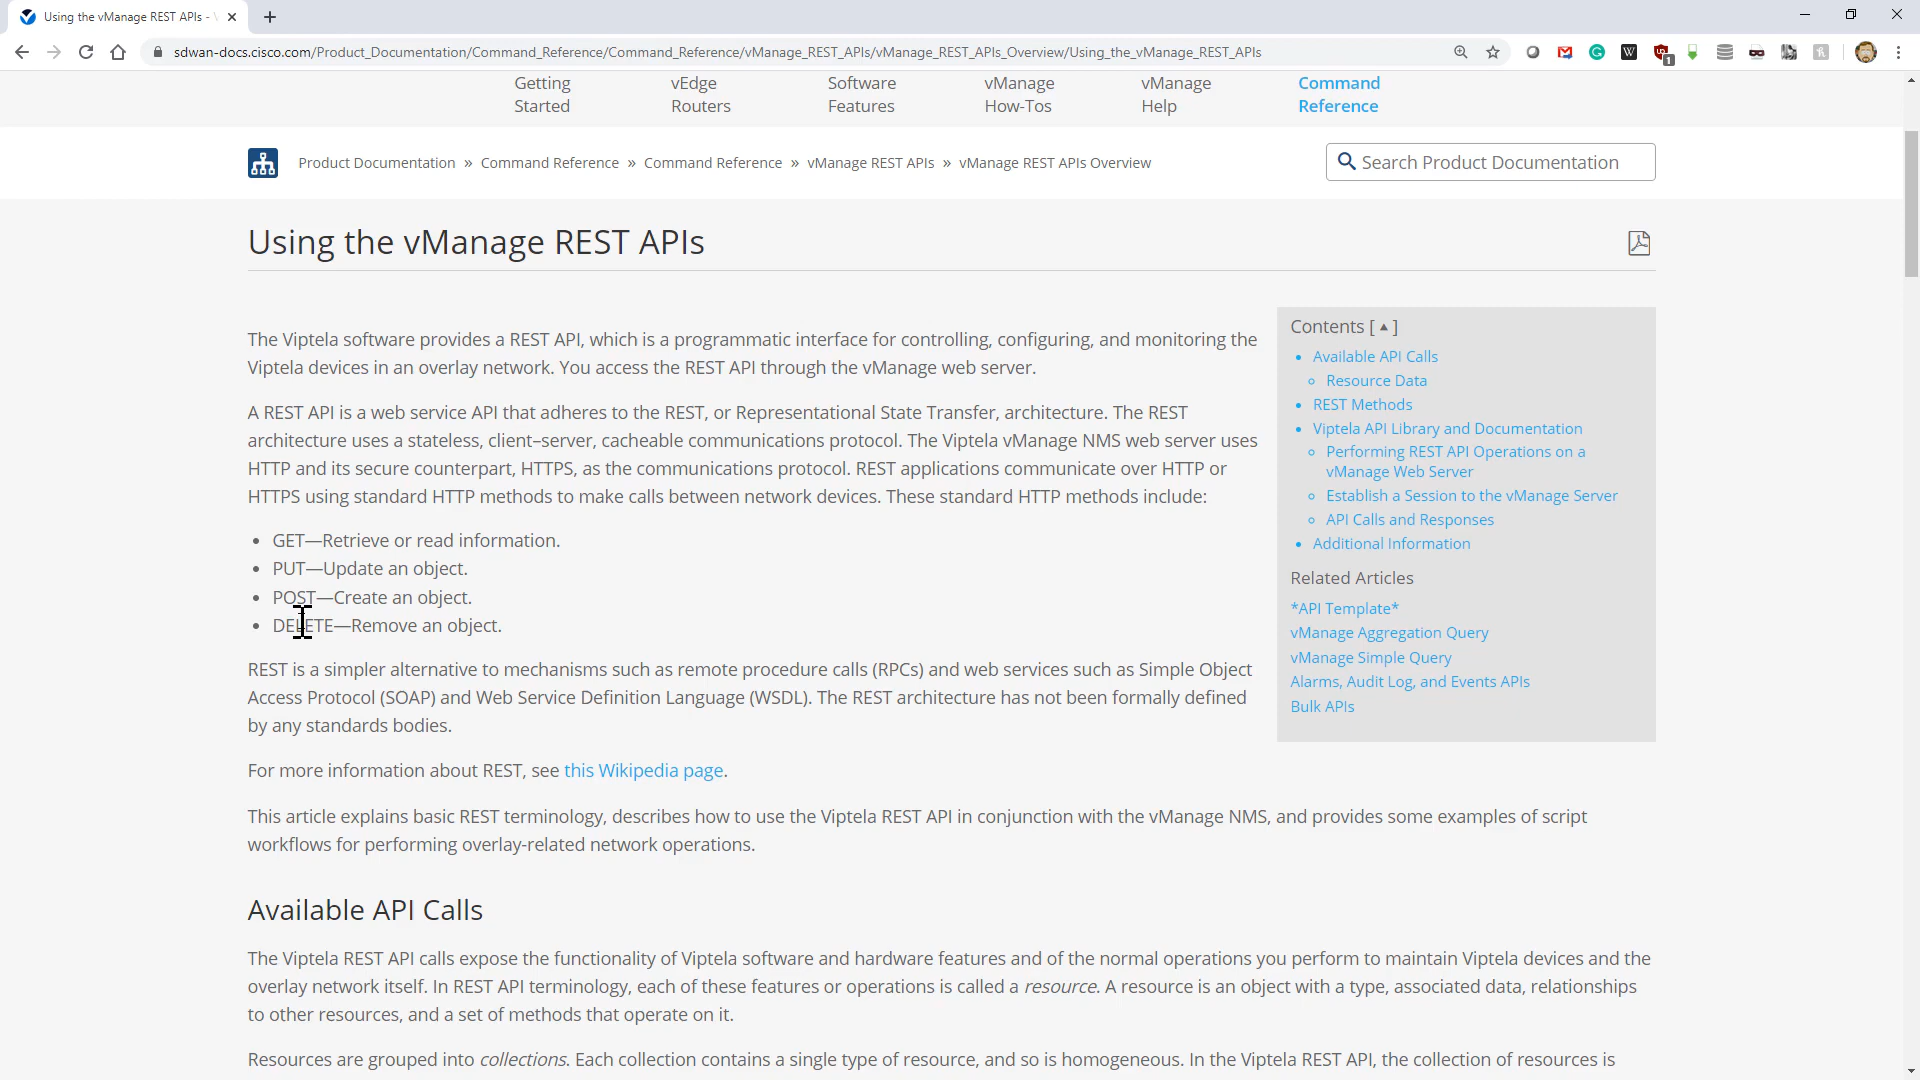 Using the vManage REST APIs -
sdwan-docs.cisco.com/Product_Documentation/Command_Reference/Command_Reference/vManage_REST_APIs/vManage_REST_APIs_Overview/Using_the_vManage_REST_APIs
1
Getting Started
vEdge Routers
Software Features
vManage How-Tos
vManage Help
Command Reference
Product Documentation » Command Reference » Command Reference » vManage REST APIs » vManage REST APIs Overview
Search Product Documentation
Using the vManage REST APIs
The Viptela software provides a REST API, which is a programmatic interface for controlling, configuring, and monitoring the
Viptela devices in an overlay network. You access the REST API through the vManage web server.
A REST API is a web service API that adheres to the REST, or Representational State Transfer, architecture. The REST
architecture uses a stateless, client–server, cacheable communications protocol. The Viptela vManage NMS web server uses
HTTP and its secure counterpart, HTTPS, as the communications protocol. REST applications communicate over HTTP or
HTTPS using standard HTTP methods to make calls between network devices. These standard HTTP methods include:
• GET—Retrieve or read information.
• PUT—Update an object.
• POST—Create an object.
• DELETE—Remove an object.
REST is a simpler alternative to mechanisms such as remote procedure calls (RPCs) and web services such as Simple Object
Access Protocol (SOAP) and Web Service Definition Language (WSDL). The REST architecture has not been formally defined
by any standards bodies.
For more information about REST, see this Wikipedia page.
This article explains basic REST terminology, describes how to use the Viptela REST API in conjunction with the vManage NMS, and provides some examples of script
workflows for performing overlay-related network operations.
Contents [▲]
• Available API Calls
◦ Resource Data
• REST Methods
• Viptela API Library and Documentation
◦ Performing REST API Operations on a
vManage Web Server
◦ Establish a Session to the vManage Server
◦ API Calls and Responses
• Additional Information
Related Articles
*API Template*
vManage Aggregation Query
vManage Simple Query
Alarms, Audit Log, and Events APIs
Bulk APIs
Available API Calls
The Viptela REST API calls expose the functionality of Viptela software and hardware features and of the normal operations you perform to maintain Viptela devices and the
overlay network itself. In REST API terminology, each of these features or operations is called a resource. A resource is an object with a type, associated data, relationships
to other resources, and a set of methods that operate on it.
Resources are grouped into collections. Each collection contains a single type of resource, and so is homogeneous. In the Viptela REST API, the collection of resources is